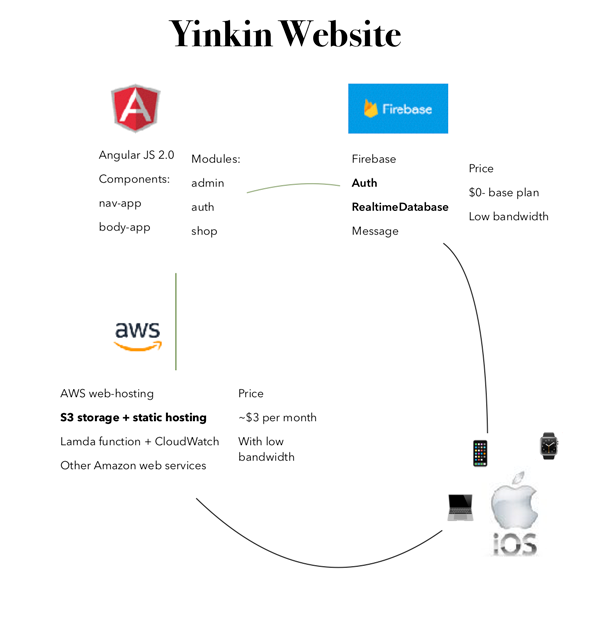 Yinkin Website
Firebase
Angular JS 2.0
Components:
nav-app
body-app
Modules:
admin
auth
shop
Firebase
Auth
RealtimeDatabase
Message
Price
$0- base plan
Low bandwidth
aws
AWS web-hosting
S3 storage + static hosting
Lamda function + CloudWatch
Other Amazon web services
Price
~$3 per month
With low
bandwidth
iOS